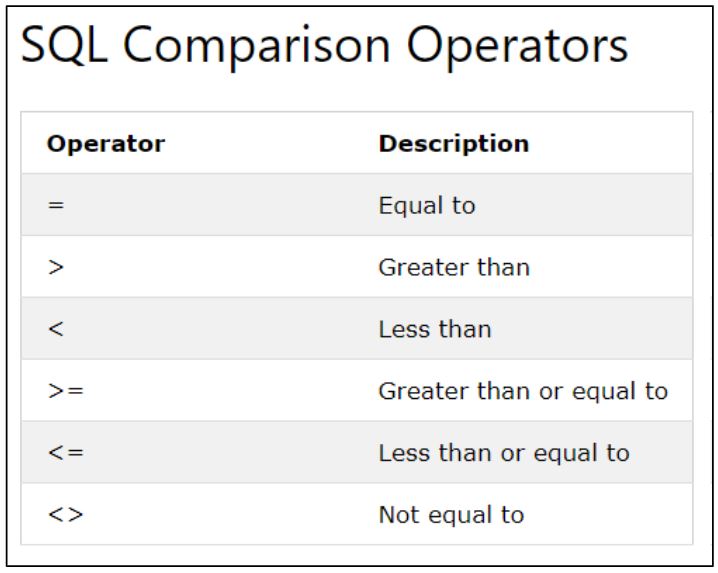 SQL Comparison Operators
Operator Description
= Equal to
> Greater than
< Less than
>= Greater than or equal to
<= Less than or equal to
<> Not equal to